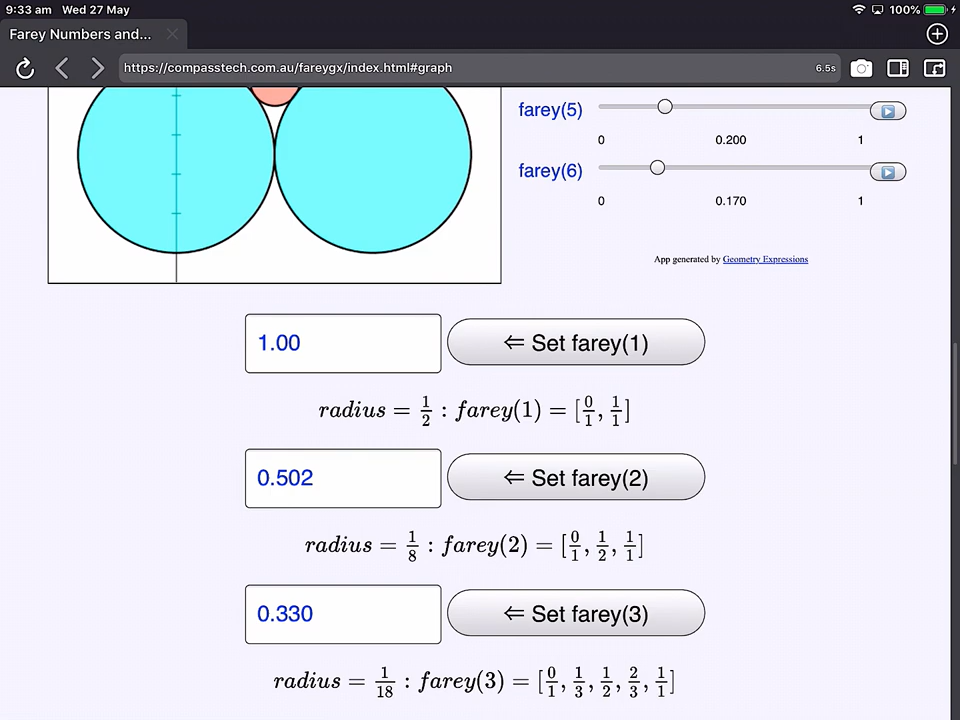 9:33 am Wed 27 May 100%
Farey Numbers and...
https://compasstech.com.au/fareygx/index.html#graph 6.5s
farey(5)
0 0.200 1
farey(6)
0 0.170 1
App generated by Geometry Expressions
1.00 ⇐ Set farey(1)
radius = 1/2 : farey(1) = [0/1, 1/1]
0.502 ⇐ Set farey(2)
radius = 1/8 : farey(2) = [0/1, 1/2, 1/1]
0.330 ⇐ Set farey(3)
radius = 1/18 : farey(3) = [0/1, 1/3, 1/2, 2/3, 1/1]